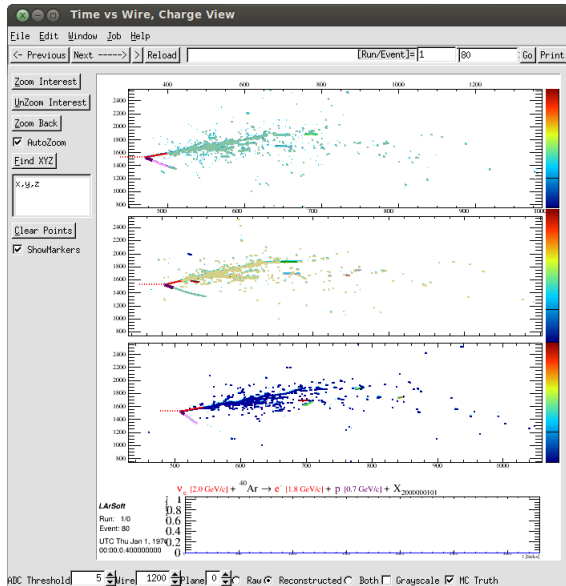 Time vs Wire, Charge View
File Edit Window Job Help
<- Previous Next -----> > Reload [Run/Event]= 1 80 Go Print
Zoom Interest
UnZoom Interest
Zoom Back
AutoZoom
Find XYZ
x,y,z
Clear Points
ShowMarkers
400 600 800 1000 1200
2400
2200
2000
1800
1600
1400
1200
1000
800
500 600 700 800 900 1000
2400
2200
2000
1800
1600
1400
1200
1000
800
500 600 700 800 900 1000
2400
2200
2000
1800
1600
1400
1200
1000
800
500 600 700 800 900 1000
νe [2.0 GeV/c] + 40Ar → e- [1.8 GeV/c] + p [0.7 GeV/c] + X2000000101
LArSoft
Run: 1/0
Event: 80
UTC Thu Jan 1, 1970
00:00:0.400000000
1
0.8
0.6
0.4
0.2
0
ADC Threshold 5 Wire 1200 Plane 0 Raw Reconstructed Both Grayscale MC Truth